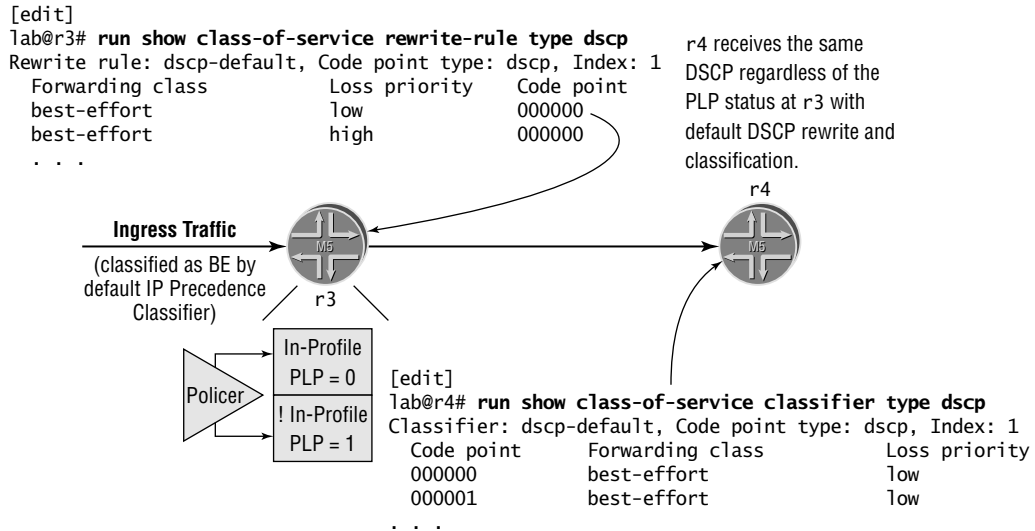 [edit]
lab@r3# run show class-of-service rewrite-rule type dscp
Rewrite rule: dscp-default, Code point type: dscp, Index: 1
Forwarding class Loss priority Code point
best-effort low 000000
best-effort high 000000
. . .
r4 receives the same
DSCP regardless of the
PLP status at r3 with
default DSCP rewrite and
classification.
r4
Ingress Traffic
(classified as BE by
default IP Precedence
Classifier)
M5
r3
M5
Policer
In-Profile
PLP = 0
! In-Profile
PLP = 1
[edit]
lab@r4# run show class-of-service classifier type dscp
Classifier: dscp-default, Code point type: dscp, Index: 1
Code point Forwarding class Loss priority
000000 best-effort low
000001 best-effort low
. . .